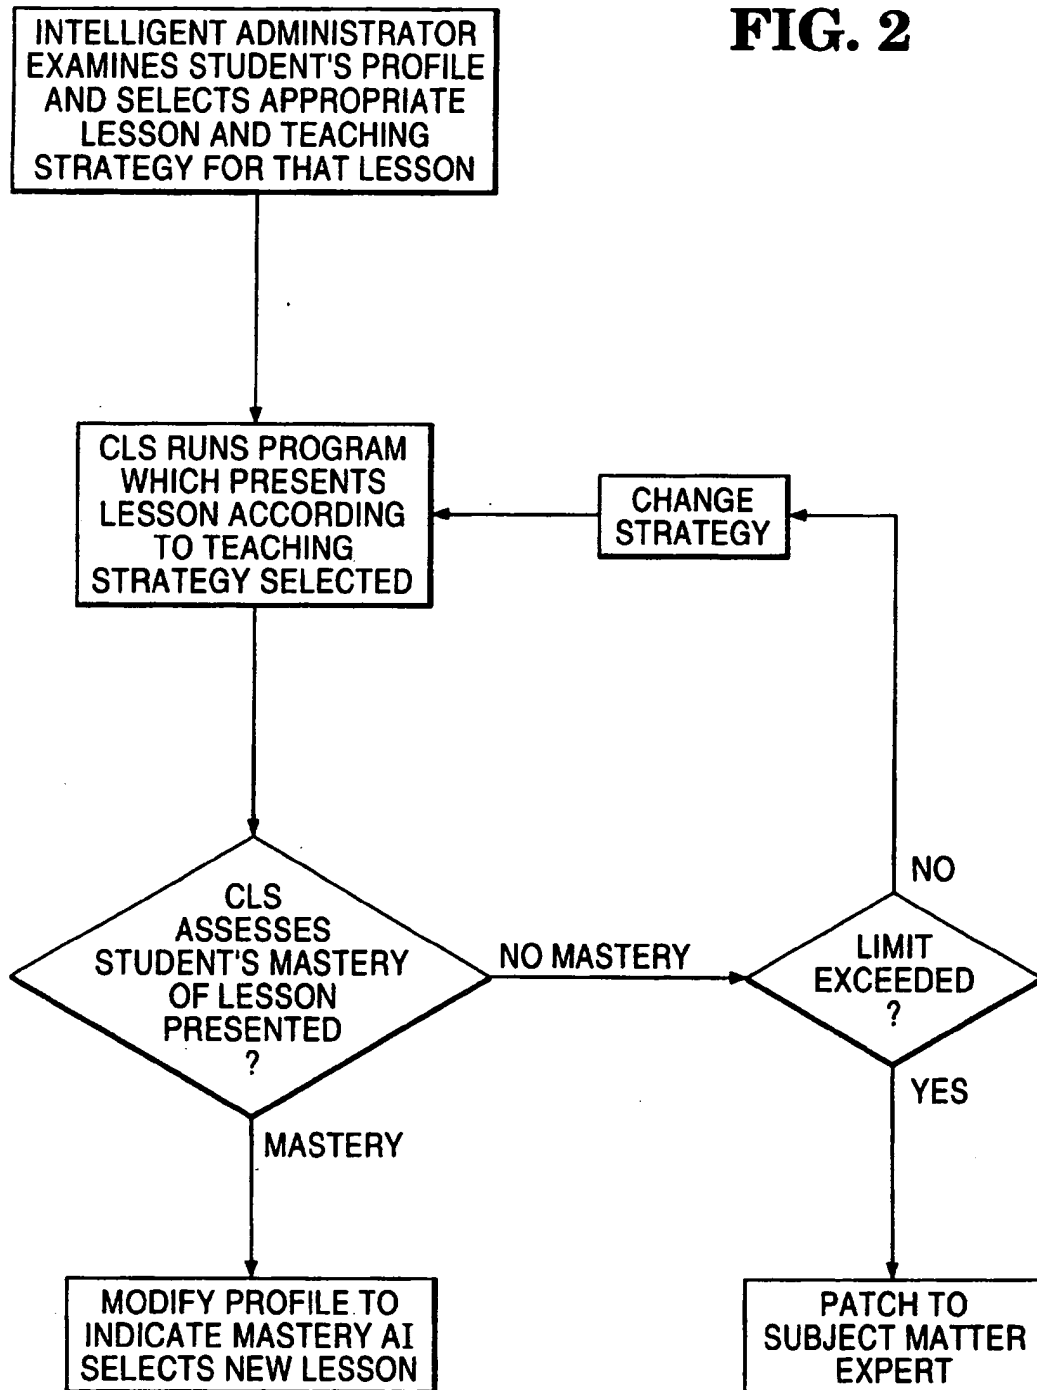 FIG. 2
INTELLIGENT ADMINISTRATOR
EXAMINES STUDENT'S PROFILE
AND SELECTS APPROPRIATE
LESSON AND TEACHING
STRATEGY FOR THAT LESSON
CLS RUNS PROGRAM
WHICH PRESENTS
LESSON ACCORDING
TO TEACHING
STRATEGY SELECTED
CHANGE
STRATEGY
CLS
ASSESSES
STUDENT'S MASTERY
OF LESSON
PRESENTED
?
NO MASTERY
LIMIT
EXCEEDED
?
NO
YES
MASTERY
MODIFY PROFILE TO
INDICATE MASTERY AI
SELECTS NEW LESSON
PATCH TO
SUBJECT MATTER
EXPERT